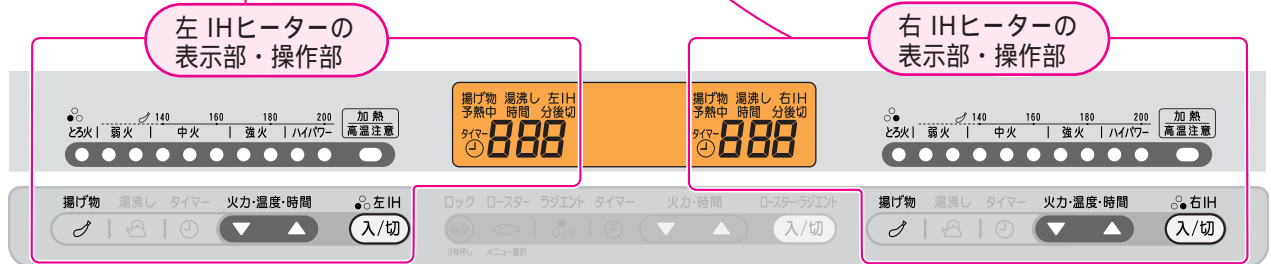 左 IHヒーターの
表示部・操作部
右 IHヒーターの
表示部・操作部
140 160 180 200
とろ火 弱火 中火 強火 ハイパワー
加熱
高温注意
揚げ物 湯沸し 左IH
予熱中 時間 分後切
タイマー 888
揚げ物 湯沸し 右IH
予熱中 時間 分後切
タイマー 888
140 160 180 200
とろ火 弱火 中火 強火 ハイパワー
加熱
高温注意
揚げ物 湯沸し タイマー 火力・温度・時間 左IH
入/切
ロック ロースター ラジエント タイマー 火力・時間 ロースター・ラジエント
入/切
3秒押し メニュー選択
揚げ物 湯沸し タイマー 火力・温度・時間 右IH
入/切